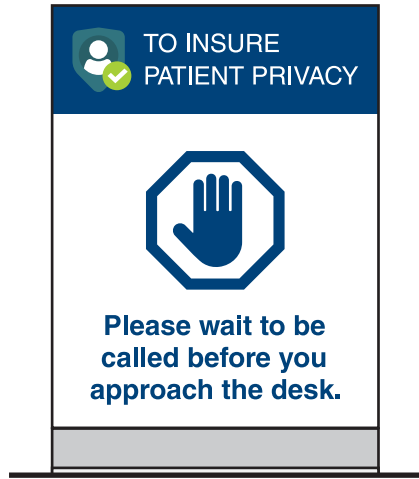 TO INSURE
PATIENT PRIVACY
Please wait to be
called before you
approach the desk.